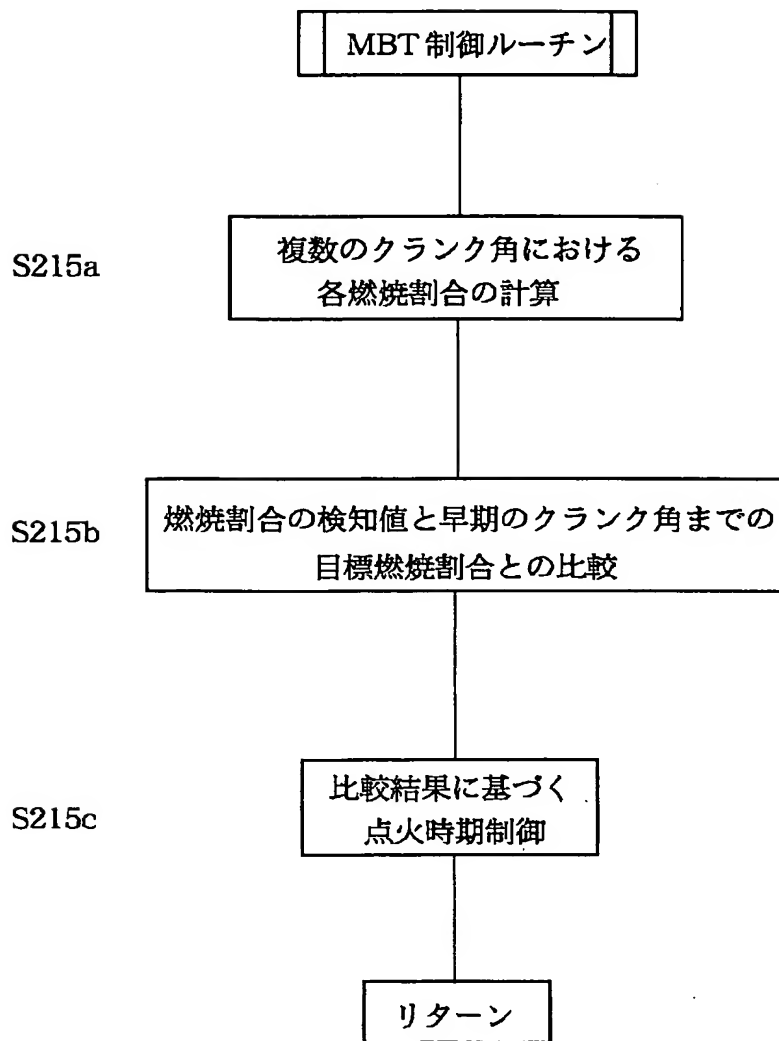 MBT制御ルーチン
S215a
複数のクランク角における
各燃焼割合の計算
S215b
燃焼割合の検知値と早期のクランク角までの
目標燃焼割合との比較
S215c
比較結果に基づく
点火時期制御
リターン